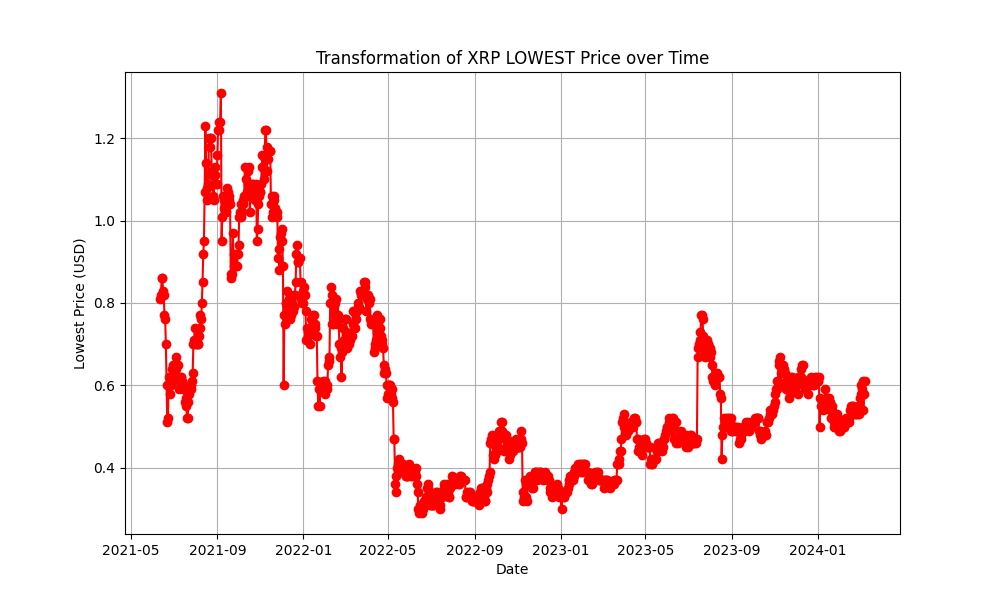 Transformation of XRP LOWEST Price over Time
Lowest Price (USD)
1.2
1.0
0.8
0.6
0.4
2021-05 2021-09 2022-01 2022-05 2022-09 2023-01 2023-05 2023-09 2024-01
Date